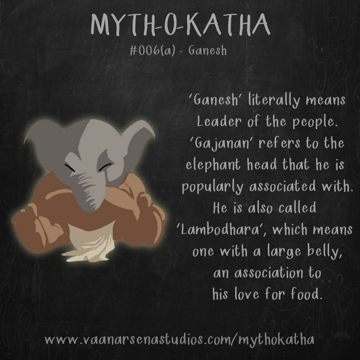 MYTH-O-KATHA
#006(a) - Ganesh
'Ganesh' literally means
Leader of the people.
'Gajanan' refers to the
elephant head that he is
popularly associated with.
He is also called
'Lambodhara', which means
one with a large belly,
an association to
his love for food.
www.vaanarsenastudios.com/mythokatha